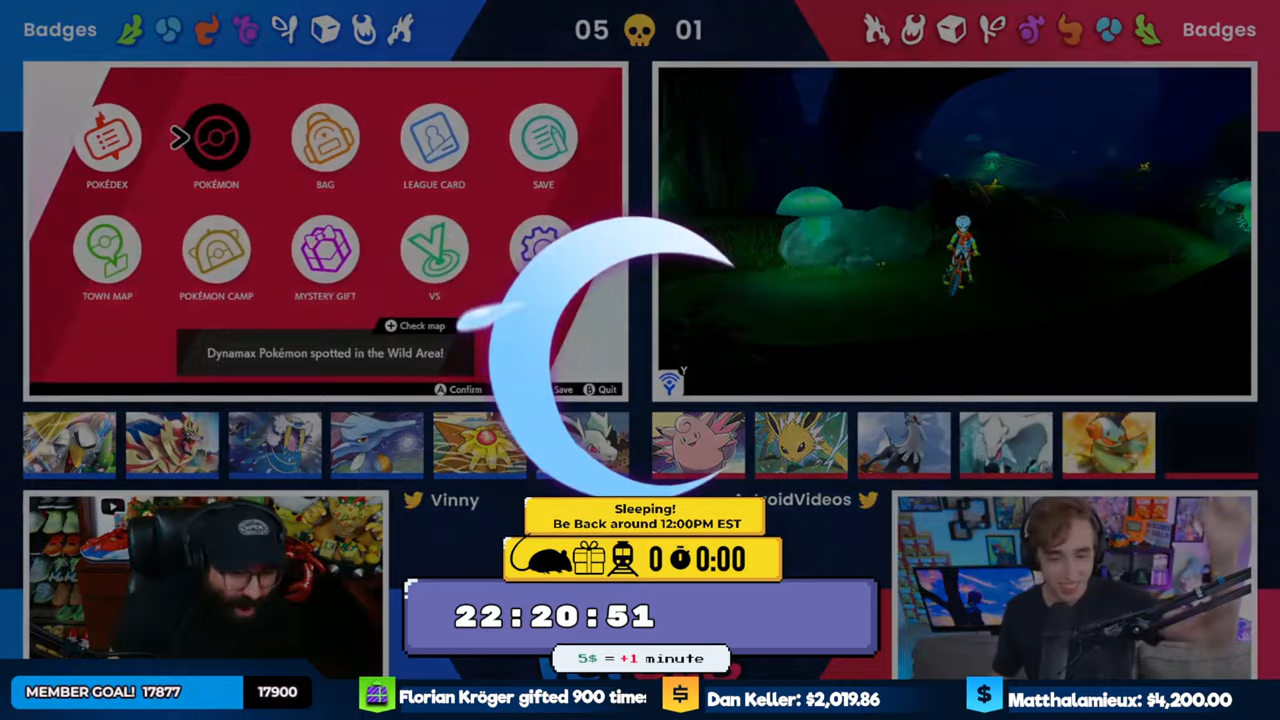 Badges
05 01
Badges
POKÉDEX
POKÉMON
BAG
LEAGUE CARD
SAVE
TOWN MAP
POKÉMON CAMP
MYSTERY GIFT
VS
Check map
Dynamax Pokémon spotted in the Wild Area!
A Confirm
Save
B Quit
Y
Vinny
roidVideos
Sleeping!
Be Back around 12:00PM EST
0 0:00
22:20:51
5$ = +1 minute
MEMBER GOAL! 17877
17900
Florian Kröger gifted 900 time
Dan Keller: $2,019.86
Matthalamieux: $4,200.00